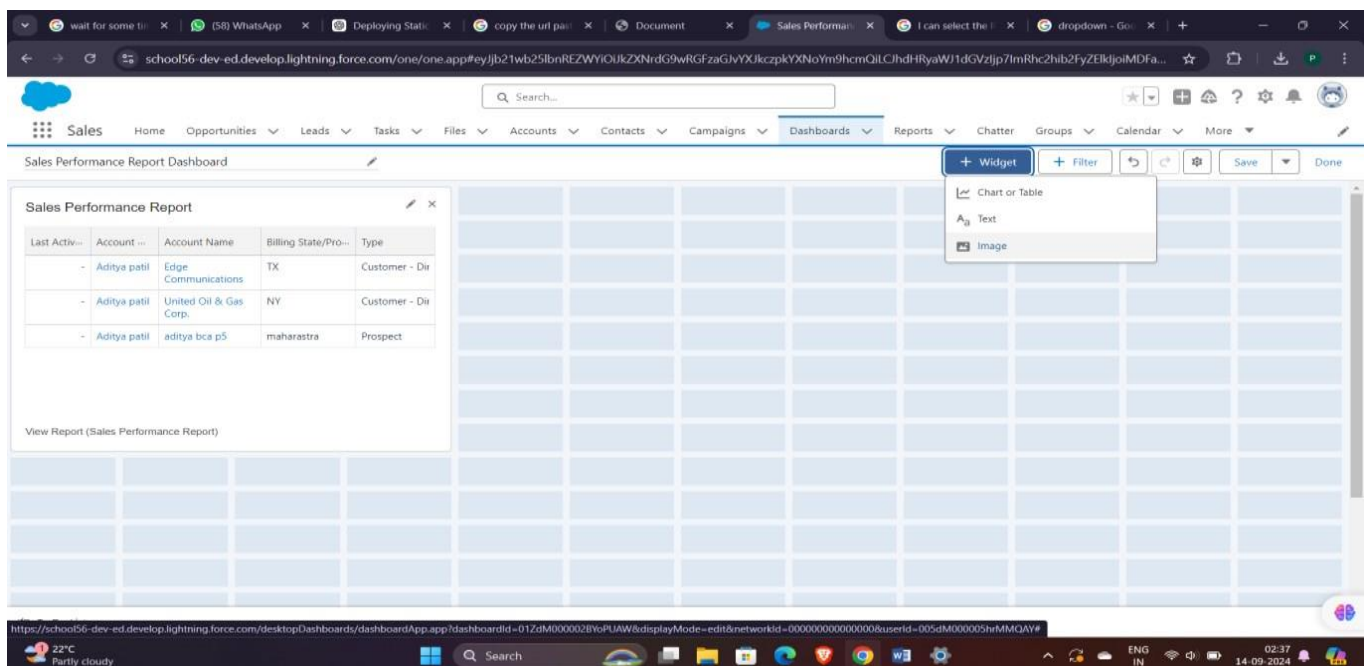 wait for some tin
(58) WhatsApp
Deploying Static
copy the url past
Document
Sales Performan
I can select the
dropdown - Goo
school56-dev-ed.develop.lightning.force.com/one/one.app#
Search...
Sales
Home
Opportunities
Leads
Tasks
Files
Accounts
Contacts
Campaigns
Dashboards
Reports
Chatter
Groups
Calendar
More
Sales Performance Report Dashboard
+ Widget
+ Filter
Save
Done
Chart or Table
Text
Image
Sales Performance Report
Last Activ... Account ... Account Name Billing State/Pro... Type
- Aditya patil Edge Communications TX Customer - Dir
- Aditya patil United Oil & Gas Corp. NY Customer - Dir
- Aditya patil aditya bca p5 maharastra Prospect
View Report (Sales Performance Report)
https://school56-dev-ed.develop.lightning.force.com/desktopDashboards/dashboardApp.app?dashboardId=01ZdM000002BYoPUAW&displayMode=edit&networkId=000000000000000&userId=005dM000005hrMMQAY#
22°C
Partly cloudy
Search
ENG
IN
02:37
14-09-2024